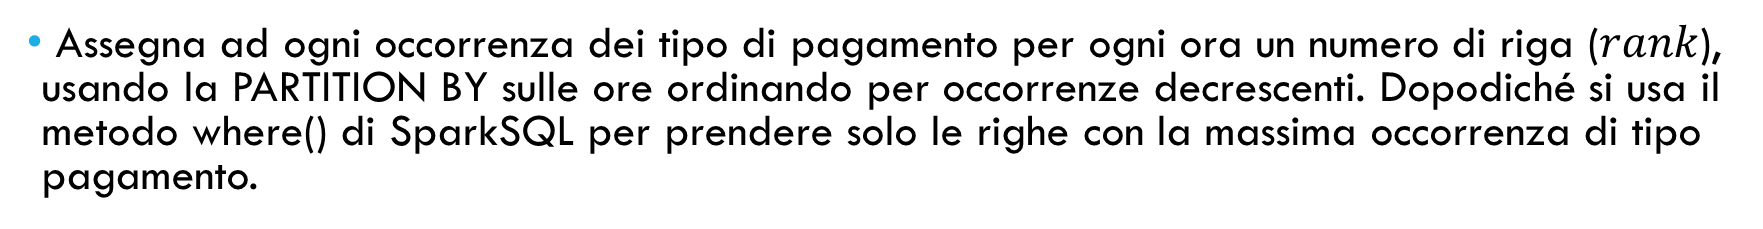 • Assegna ad ogni occorrenza dei tipo di pagamento per ogni ora un numero di riga (rank),
usando la PARTITION BY sulle ore ordinando per occorrenze decrescenti. Dopodiché si usa il
metodo where() di SparkSQL per prendere solo le righe con la massima occorrenza di tipo
pagamento.